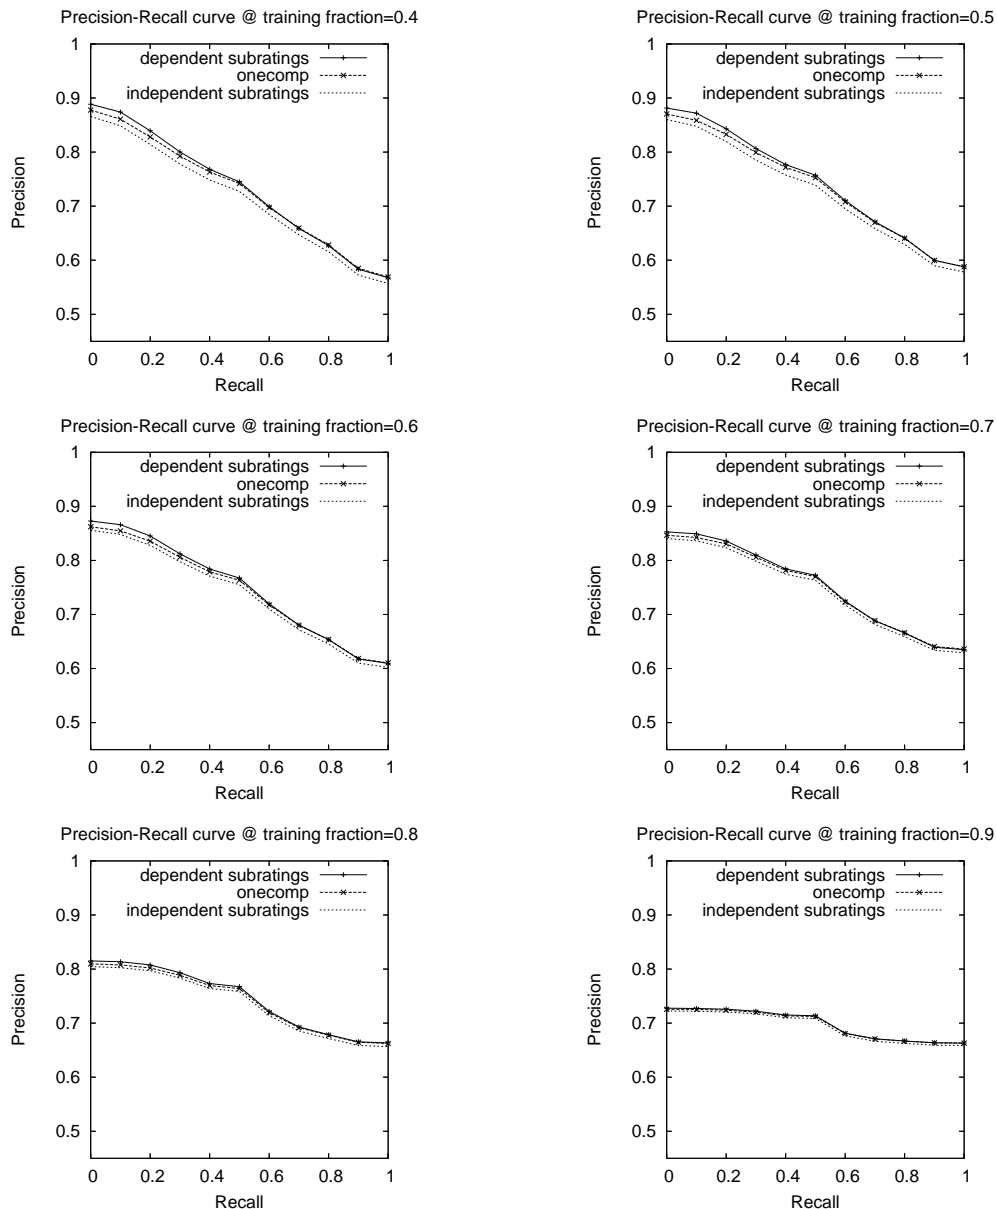 Precision-Recall curve @ training fraction=0.4
1
0.9
0.8
0.7
0.6
0.5
0 0.2 0.4 0.6 0.8 1
Precision
Recall
dependent subratings
onecomp
independent subratings
Precision-Recall curve @ training fraction=0.5
1
0.9
0.8
0.7
0.6
0.5
0 0.2 0.4 0.6 0.8 1
Precision
Recall
dependent subratings
onecomp
independent subratings
Precision-Recall curve @ training fraction=0.6
1
0.9
0.8
0.7
0.6
0.5
0 0.2 0.4 0.6 0.8 1
Precision
Recall
dependent subratings
onecomp
independent subratings
Precision-Recall curve @ training fraction=0.7
1
0.9
0.8
0.7
0.6
0.5
0 0.2 0.4 0.6 0.8 1
Precision
Recall
dependent subratings
onecomp
independent subratings
Precision-Recall curve @ training fraction=0.8
1
0.9
0.8
0.7
0.6
0.5
0 0.2 0.4 0.6 0.8 1
Precision
Recall
dependent subratings
onecomp
independent subratings
Precision-Recall curve @ training fraction=0.9
1
0.9
0.8
0.7
0.6
0.5
0 0.2 0.4 0.6 0.8 1
Precision
Recall
dependent subratings
onecomp
independent subratings